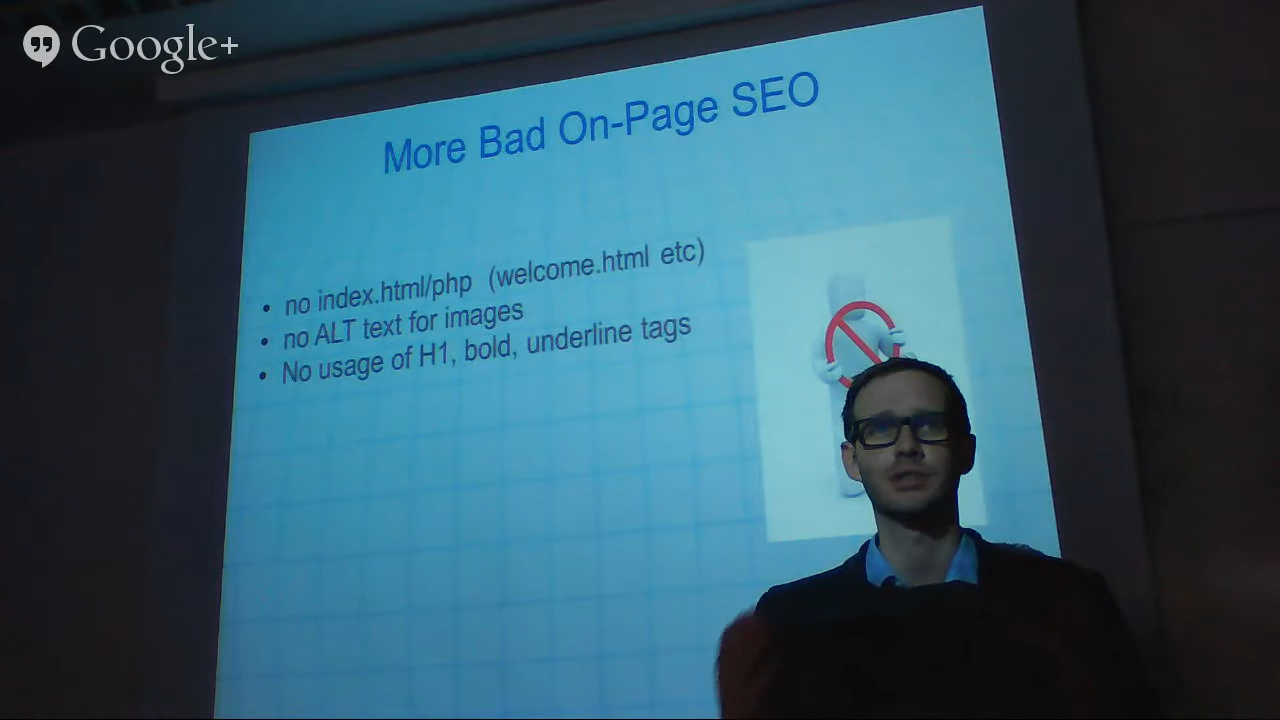 Google+
More Bad On-Page SEO
• no index.html/php (welcome.html etc)
• no ALT text for images
• No usage of H1, bold, underline tags